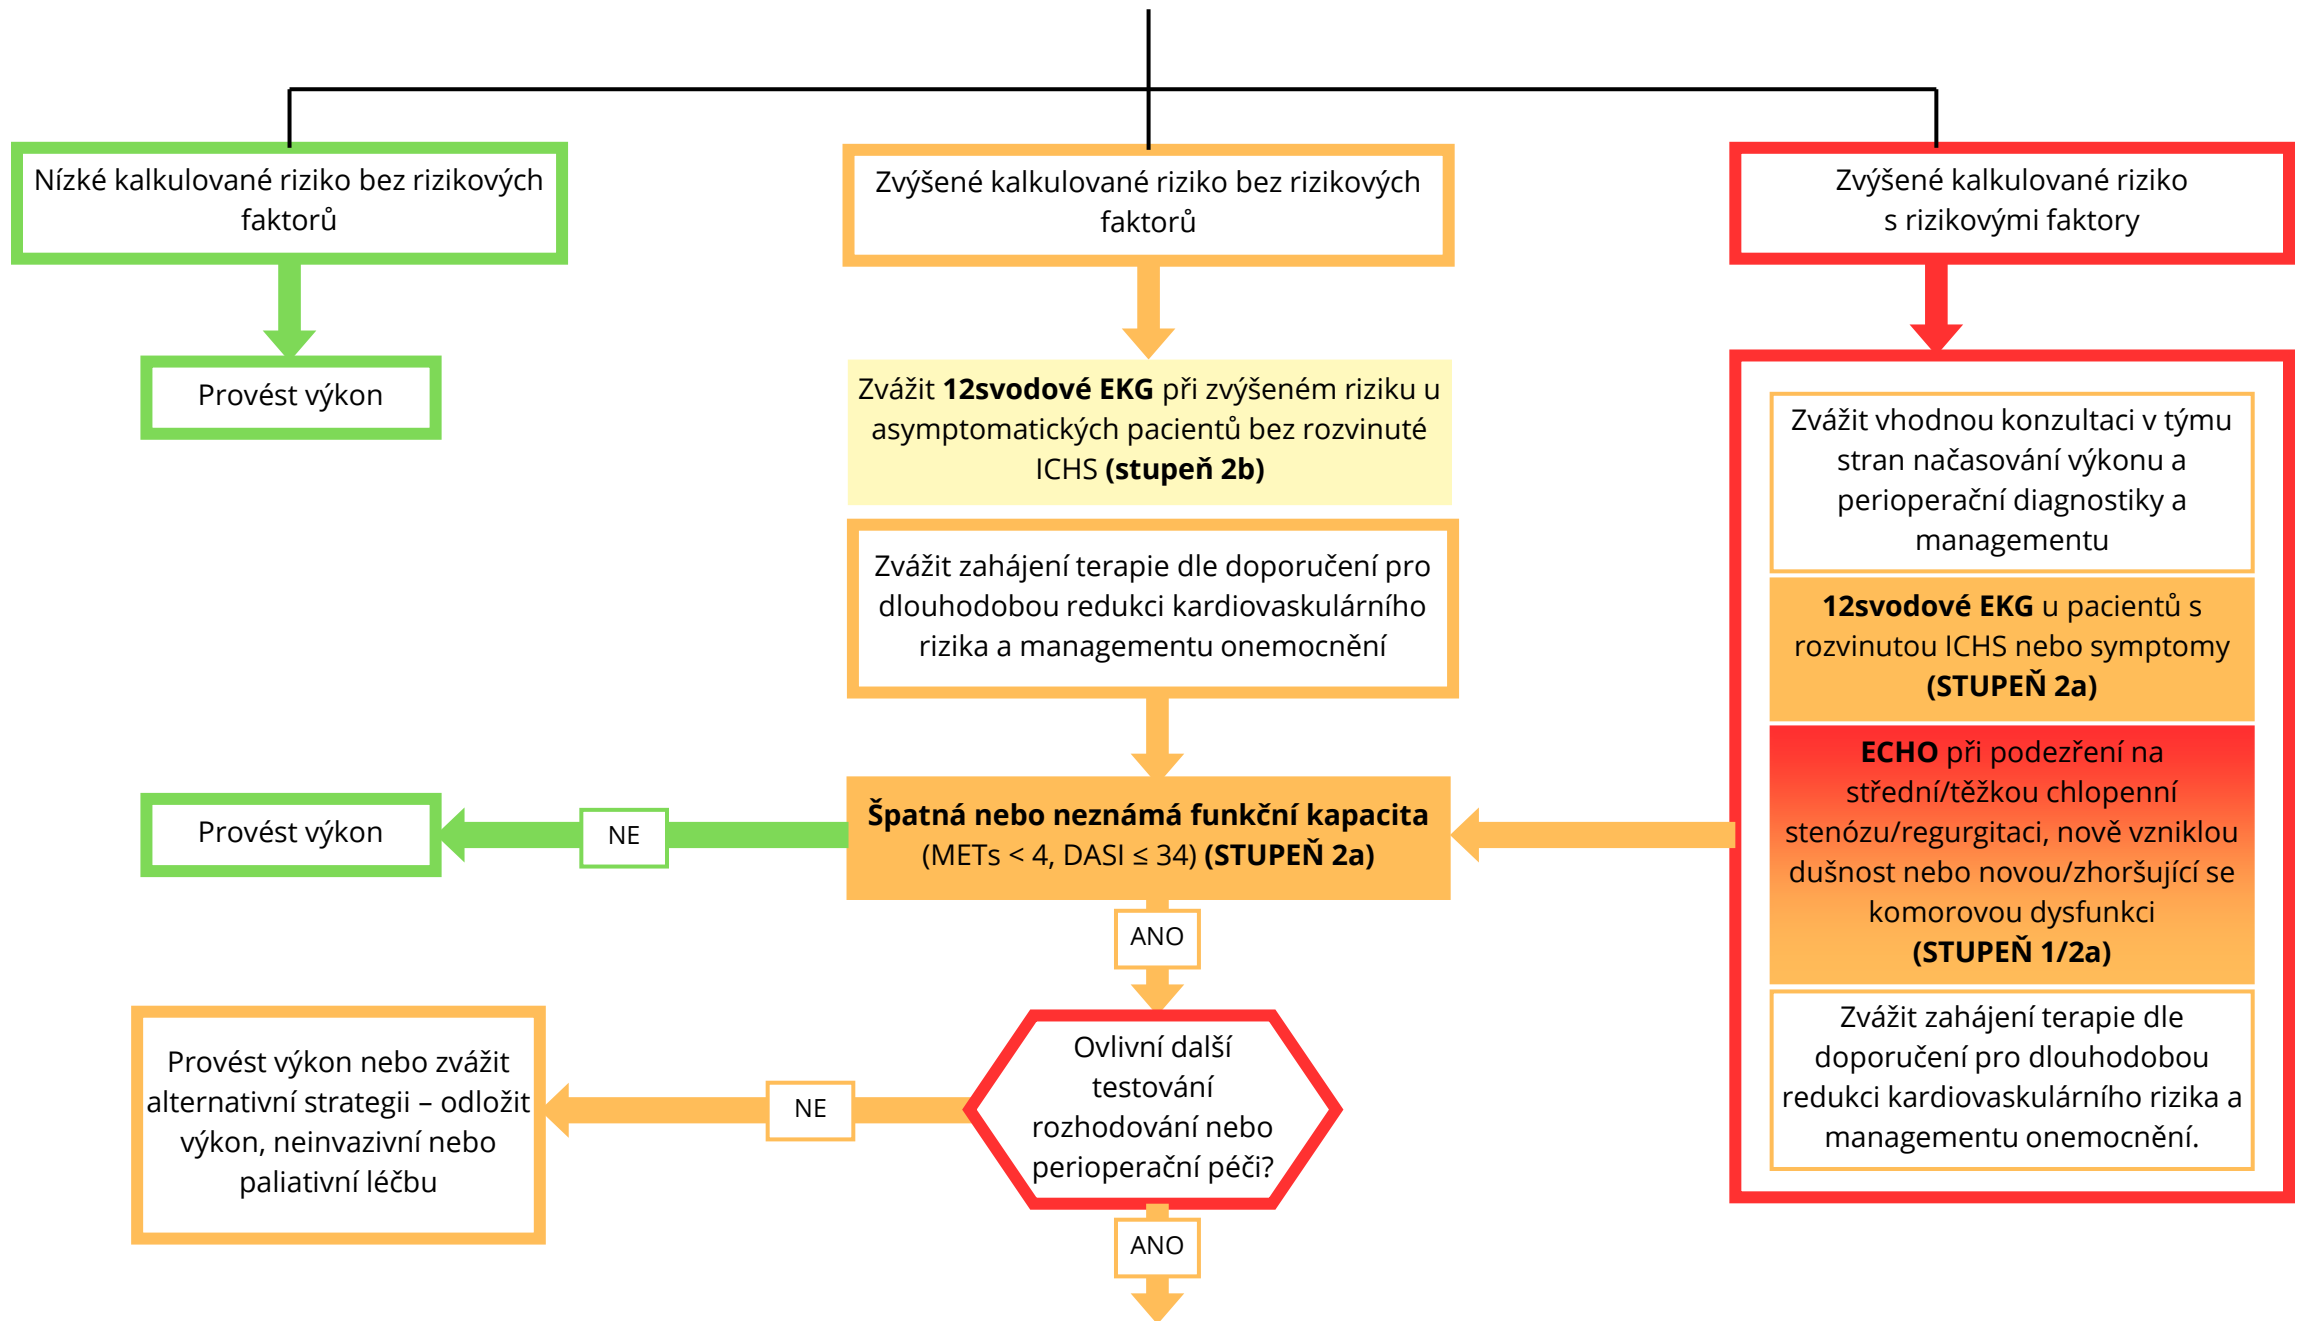 Nízké kalkulované riziko bez rizikových
faktorů
Zvýšené kalkulované riziko bez rizikových
faktorů
Zvýšené kalkulované riziko
s rizikovými faktory
Provést výkon
Zvážit 12svodové EKG při zvýšeném riziku u
asymptomatických pacientů bez rozvinuté
ICHS (stupeň 2b)
Zvážit zahájení terapie dle doporučení pro
dlouhodobou redukci kardiovaskulárního
rizika a managementu onemocnění
Zvážit vhodnou konzultaci v týmu
stran načasování výkonu a
perioperační diagnostiky a
managementu
12svodové EKG u pacientů s
rozvinutou ICHS nebo symptomy
(STUPEŇ 2a)
ECHO při podezření na
střední/těžkou chlopenní
stenózu/regurgitaci, nově vzniklou
dušnost nebo novou/zhoršující se
komorovou dysfunkci
(STUPEŇ 1/2a)
Zvážit zahájení terapie dle
doporučení pro dlouhodobou
redukci kardiovaskulárního rizika a
managementu onemocnění.
Špatná nebo neznámá funkční kapacita
(METs < 4, DASI ≤ 34) (STUPEŇ 2a)
NE
Provést výkon
ANO
Ovlivní další
testování
rozhodování nebo
perioperační péči?
NE
Provést výkon nebo zvážit
alternativní strategii – odložit
výkon, neinvazivní nebo
paliativní léčbu
ANO